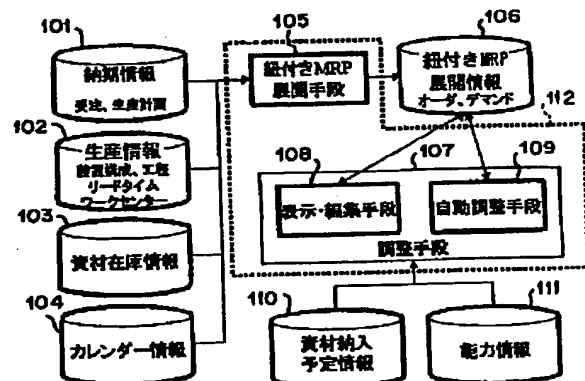 101
納期情報
受注、生産計画
102
生産情報
装置構成、工程
リードタイム
ワークセンター
103
資材在庫情報
104
カレンダー情報
105
紐付きMRP
展開手段
106
紐付きMRP
展開情報
オーダ、デマンド
112
107
108
表示・編集手段
109
自動調整手段
調整手段
110
資材納入
予定情報
111
能力情報